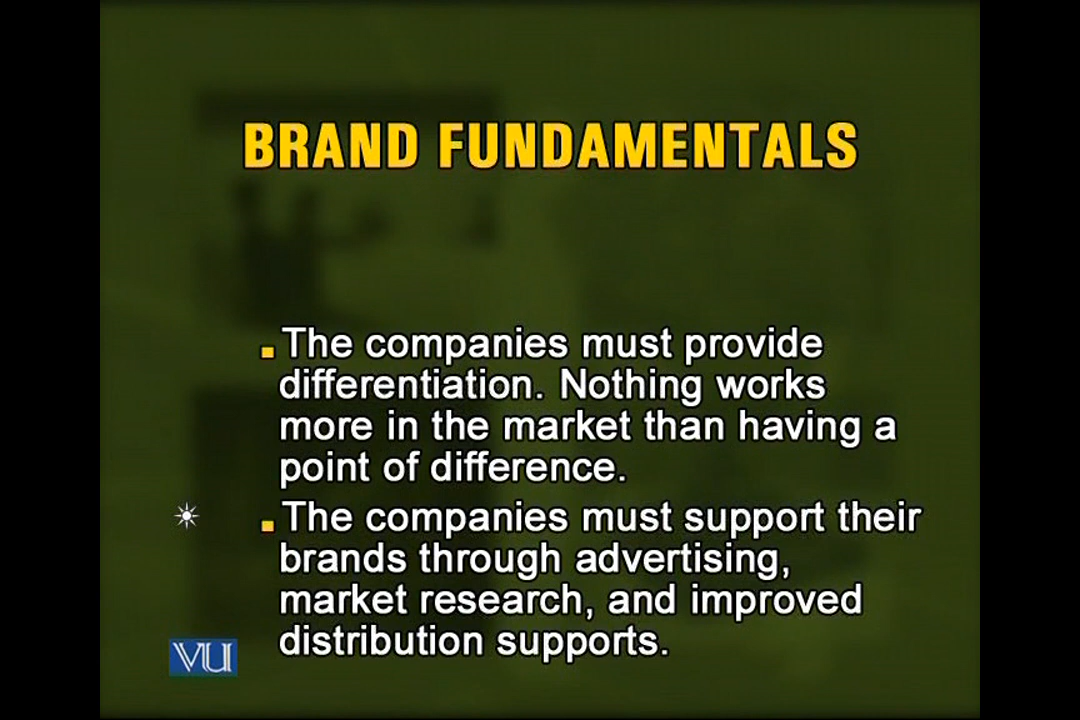 BRAND FUNDAMENTALS
The companies must provide
differentiation. Nothing works
more in the market than having a
point of difference.
The companies must support their
brands through advertising,
market research, and improved
distribution supports.
VU